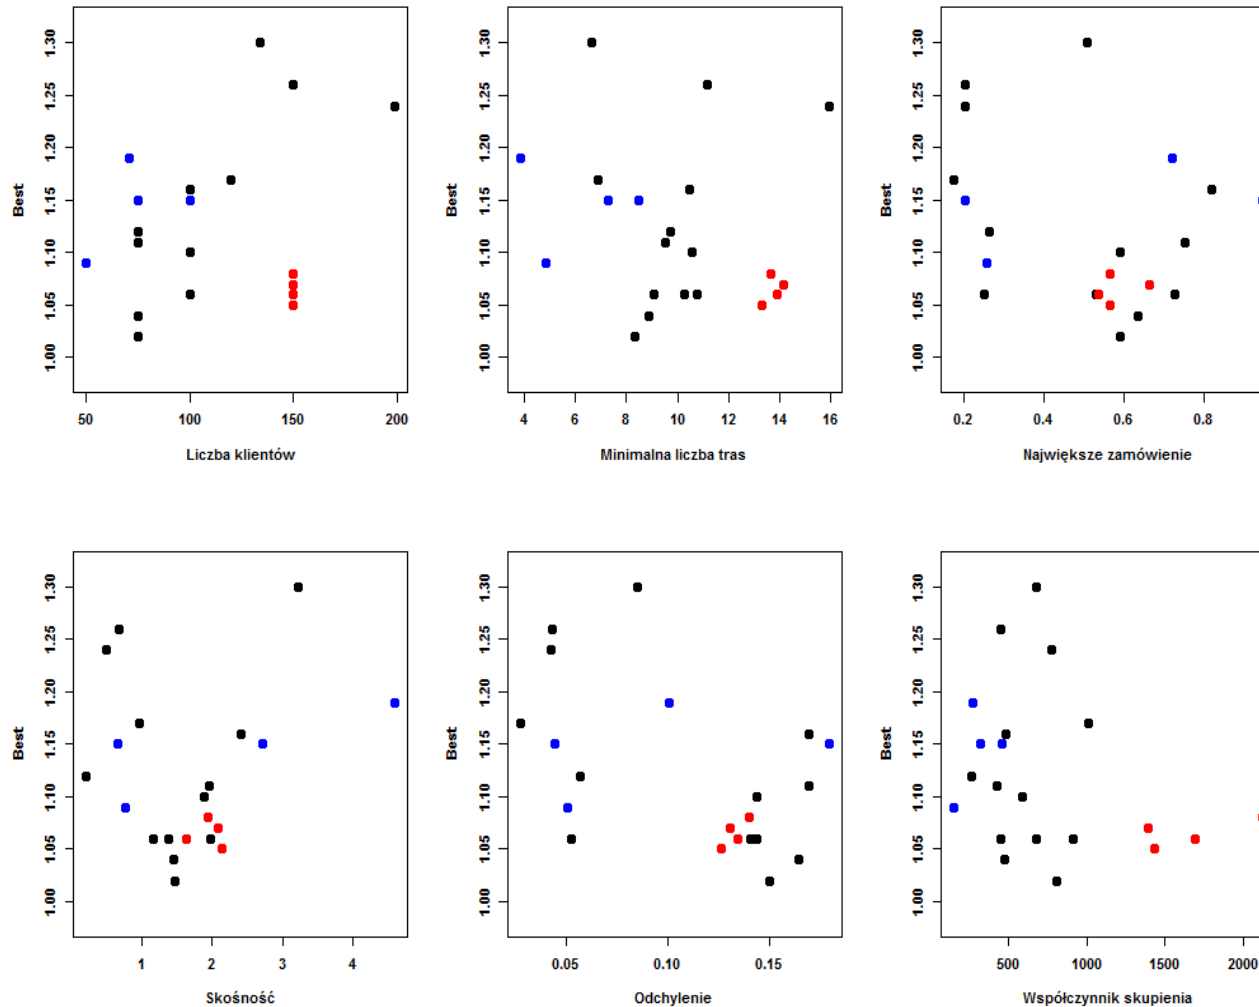 Best
1.30
1.25
1.20
1.15
1.10
1.05
1.00
50 100 150 200
Liczba klientów
Best
1.30
1.25
1.20
1.15
1.10
1.05
1.00
4 6 8 10 12 14 16
Minimalna liczba tras
Best
1.30
1.25
1.20
1.15
1.10
1.05
1.00
0.2 0.4 0.6 0.8
Największe zamówienie
Best
1.30
1.25
1.20
1.15
1.10
1.05
1.00
1 2 3 4
Skośność
Best
1.30
1.25
1.20
1.15
1.10
1.05
1.00
0.05 0.10 0.15
Odchylenie
Best
1.30
1.25
1.20
1.15
1.10
1.05
1.00
500 1000 1500 2000
Współczynnik skupienia